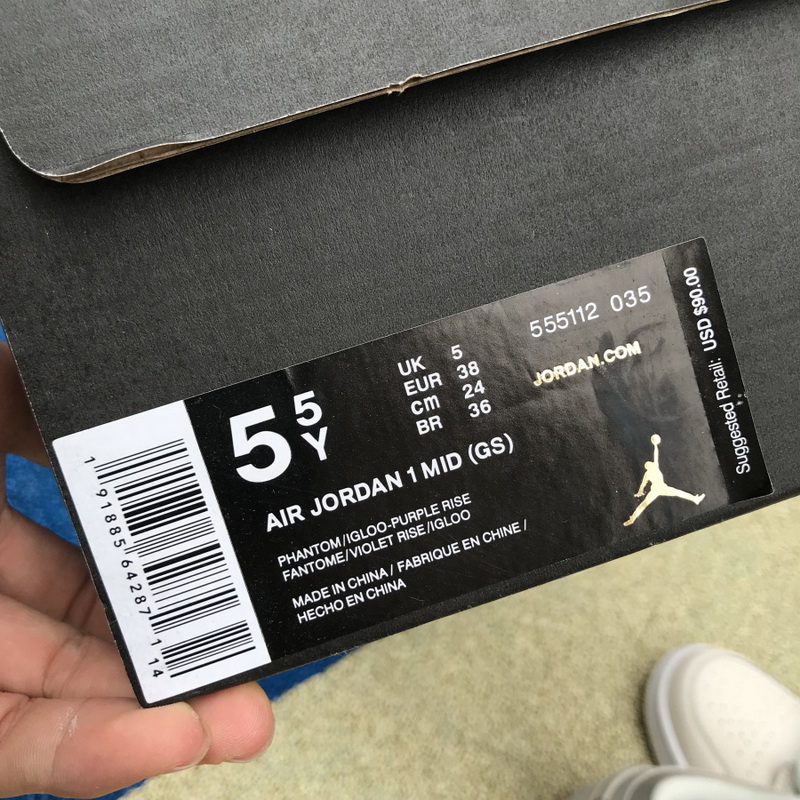 5 5 Y
UK 5
EUR 38
Cm 24
BR 36
555112 035
JORDAN.COM
Suggested Retail: USD $90.00
AIR JORDAN 1 MID (GS)
PHANTOM/IGLOO-PURPLE RISE
FANTOME/VIOLET RISE/IGLOO
MADE IN CHINA / FABRIQUE EN CHINE /
HECHO EN CHINA
1 91885 64287 1 14